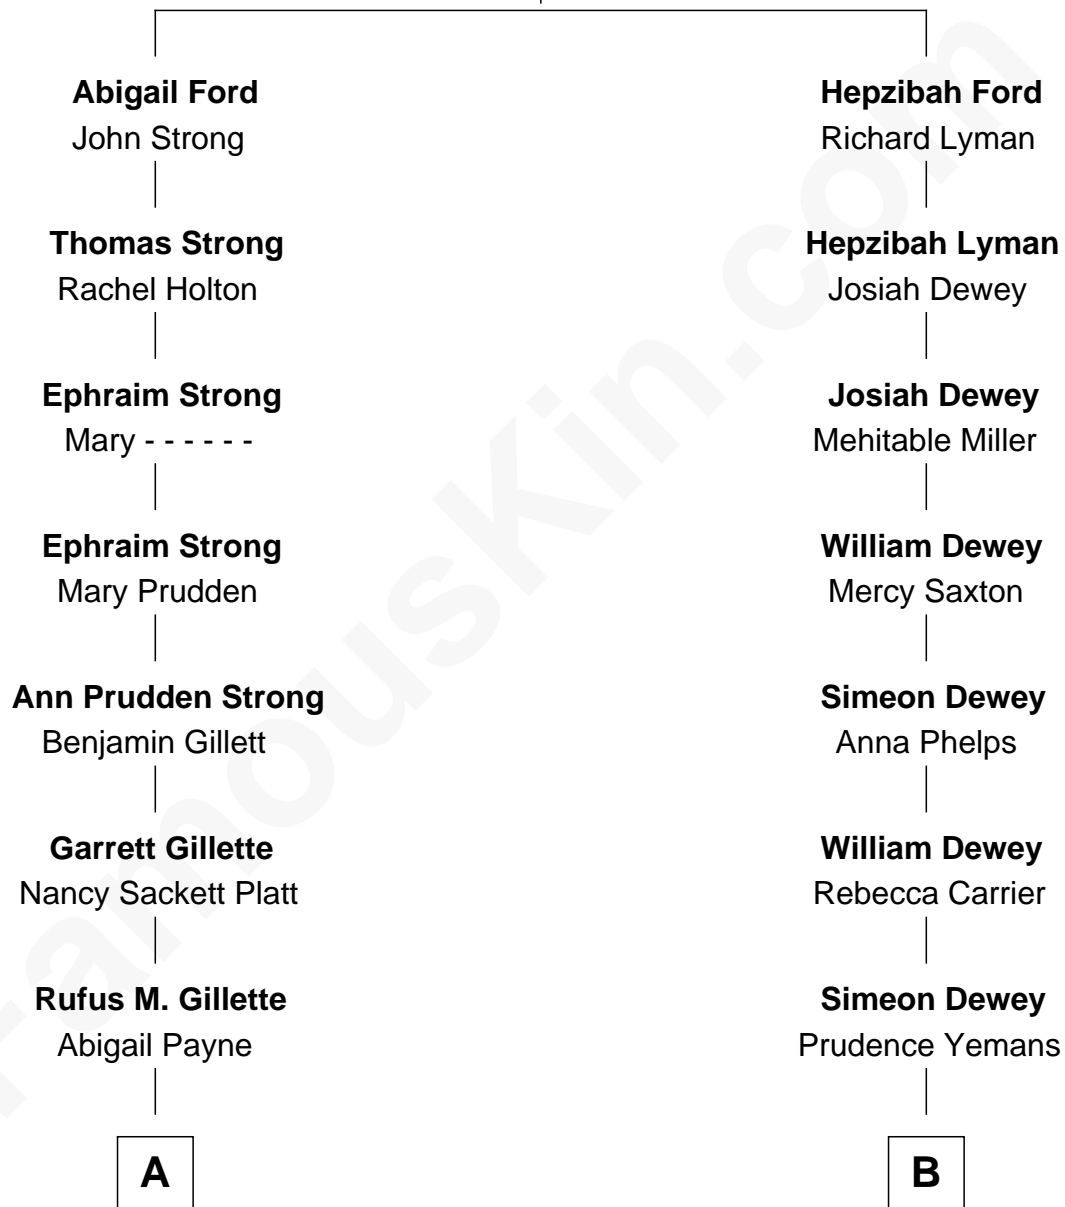 Abigail Ford
John Strong
Hepzibah Ford
Richard Lyman
Thomas Strong
Rachel Holton
Hepzibah Lyman
Josiah Dewey
Ephraim Strong
Mary - - - - - -
Josiah Dewey
Mehitable Miller
Ephraim Strong
Mary Prudden
William Dewey
Mercy Saxton
Ann Prudden Strong
Benjamin Gillett
Simeon Dewey
Anna Phelps
Garrett Gillette
Nancy Sackett Platt
William Dewey
Rebecca Carrier
Rufus M. Gillette
Abigail Payne
Simeon Dewey
Prudence Yemans
A
B
FamousKin.com